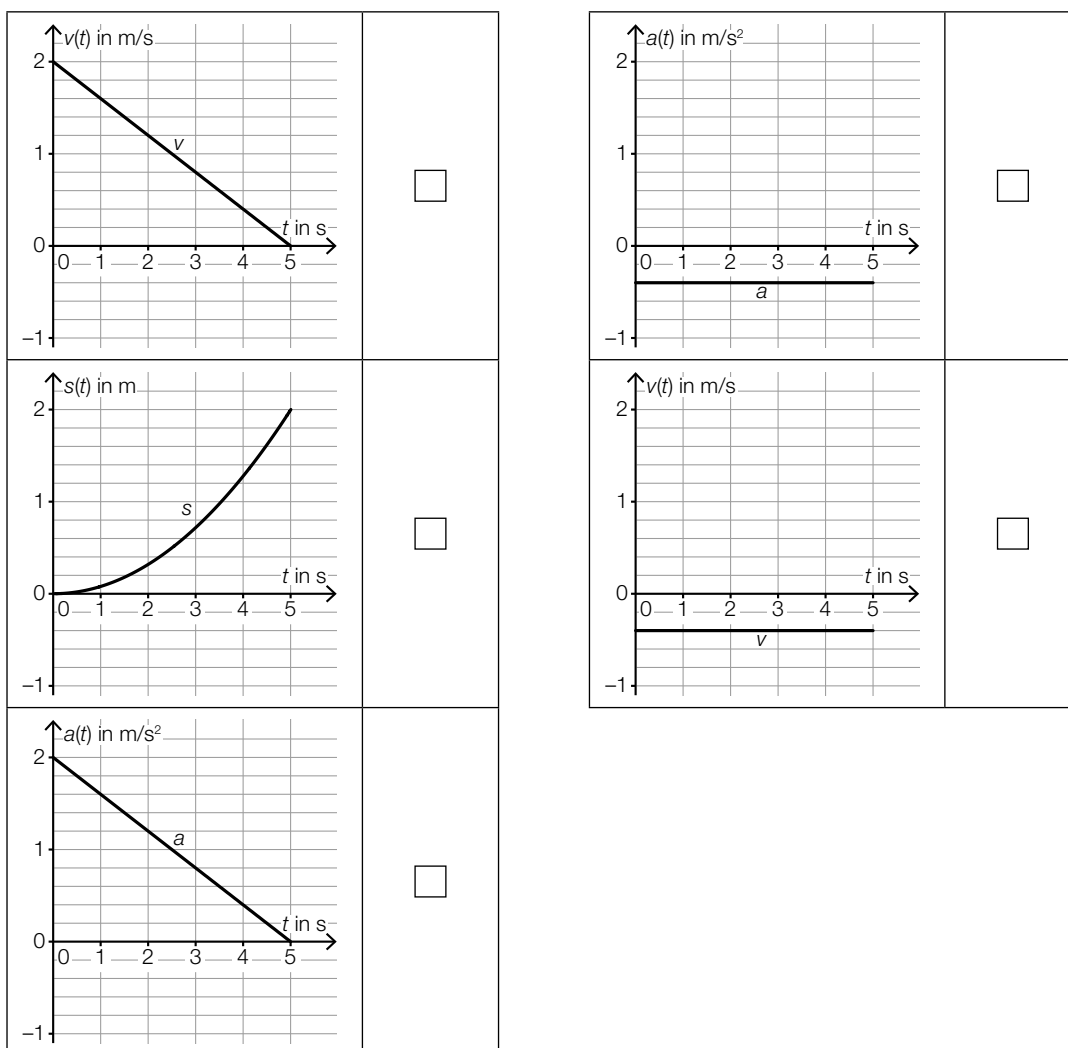 v(t) in m/s
2
1
v
t in s
0
0 1 2 3 4 5
–1
a(t) in m/s²
2
1
t in s
0
0 1 2 3 4 5
a
–1
s(t) in m
2
1
s
t in s
0
0 1 2 3 4 5
–1
v(t) in m/s
2
1
t in s
0
0 1 2 3 4 5
v
–1
a(t) in m/s²
2
1
a
t in s
0
0 1 2 3 4 5
–1